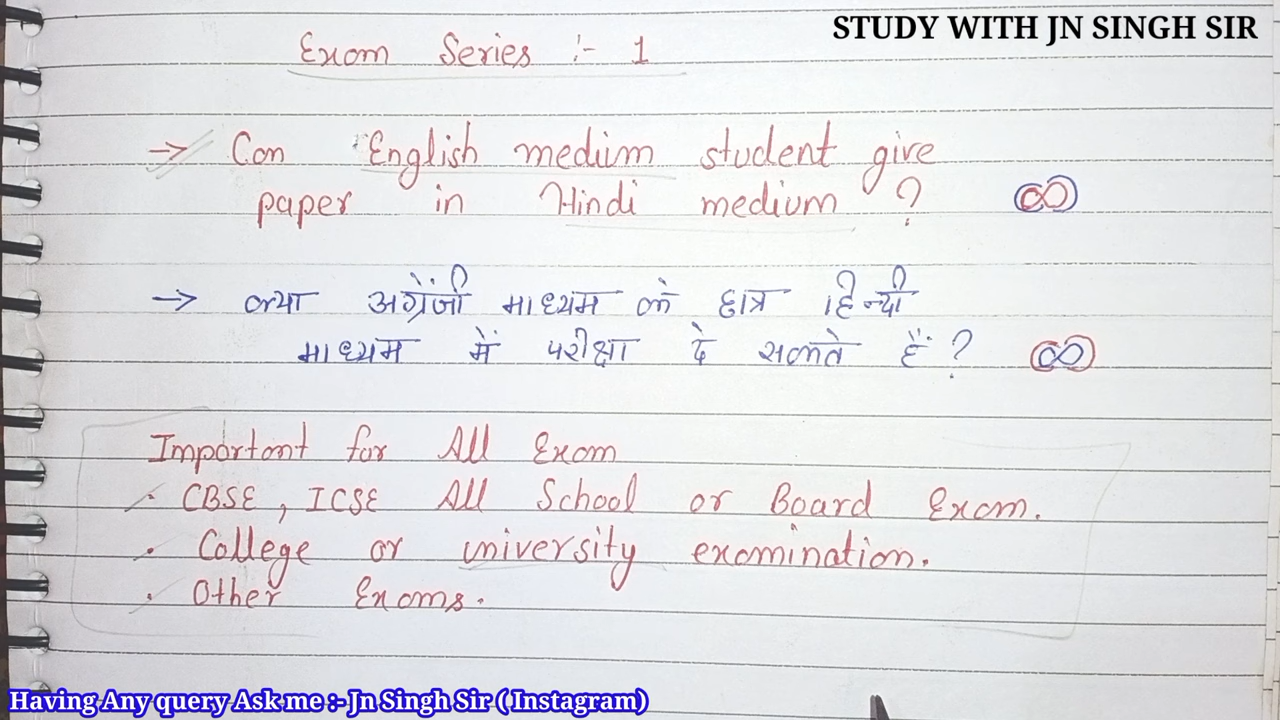 STUDY WITH JN SINGH SIR
Exam Series :- 1
→ Can English medium student give
paper in Hindi medium ?
→ क्या अग्रेंजी माध्यम के छात्र हिन्दी
माध्यम में परीक्षा दे सकते हैं ?
Important for All Exam
• CBSE , ICSE All School or Board Exam.
• College or university examination.
• Other Exams.
Having Any query Ask me :- Jn Singh Sir ( Instagram)